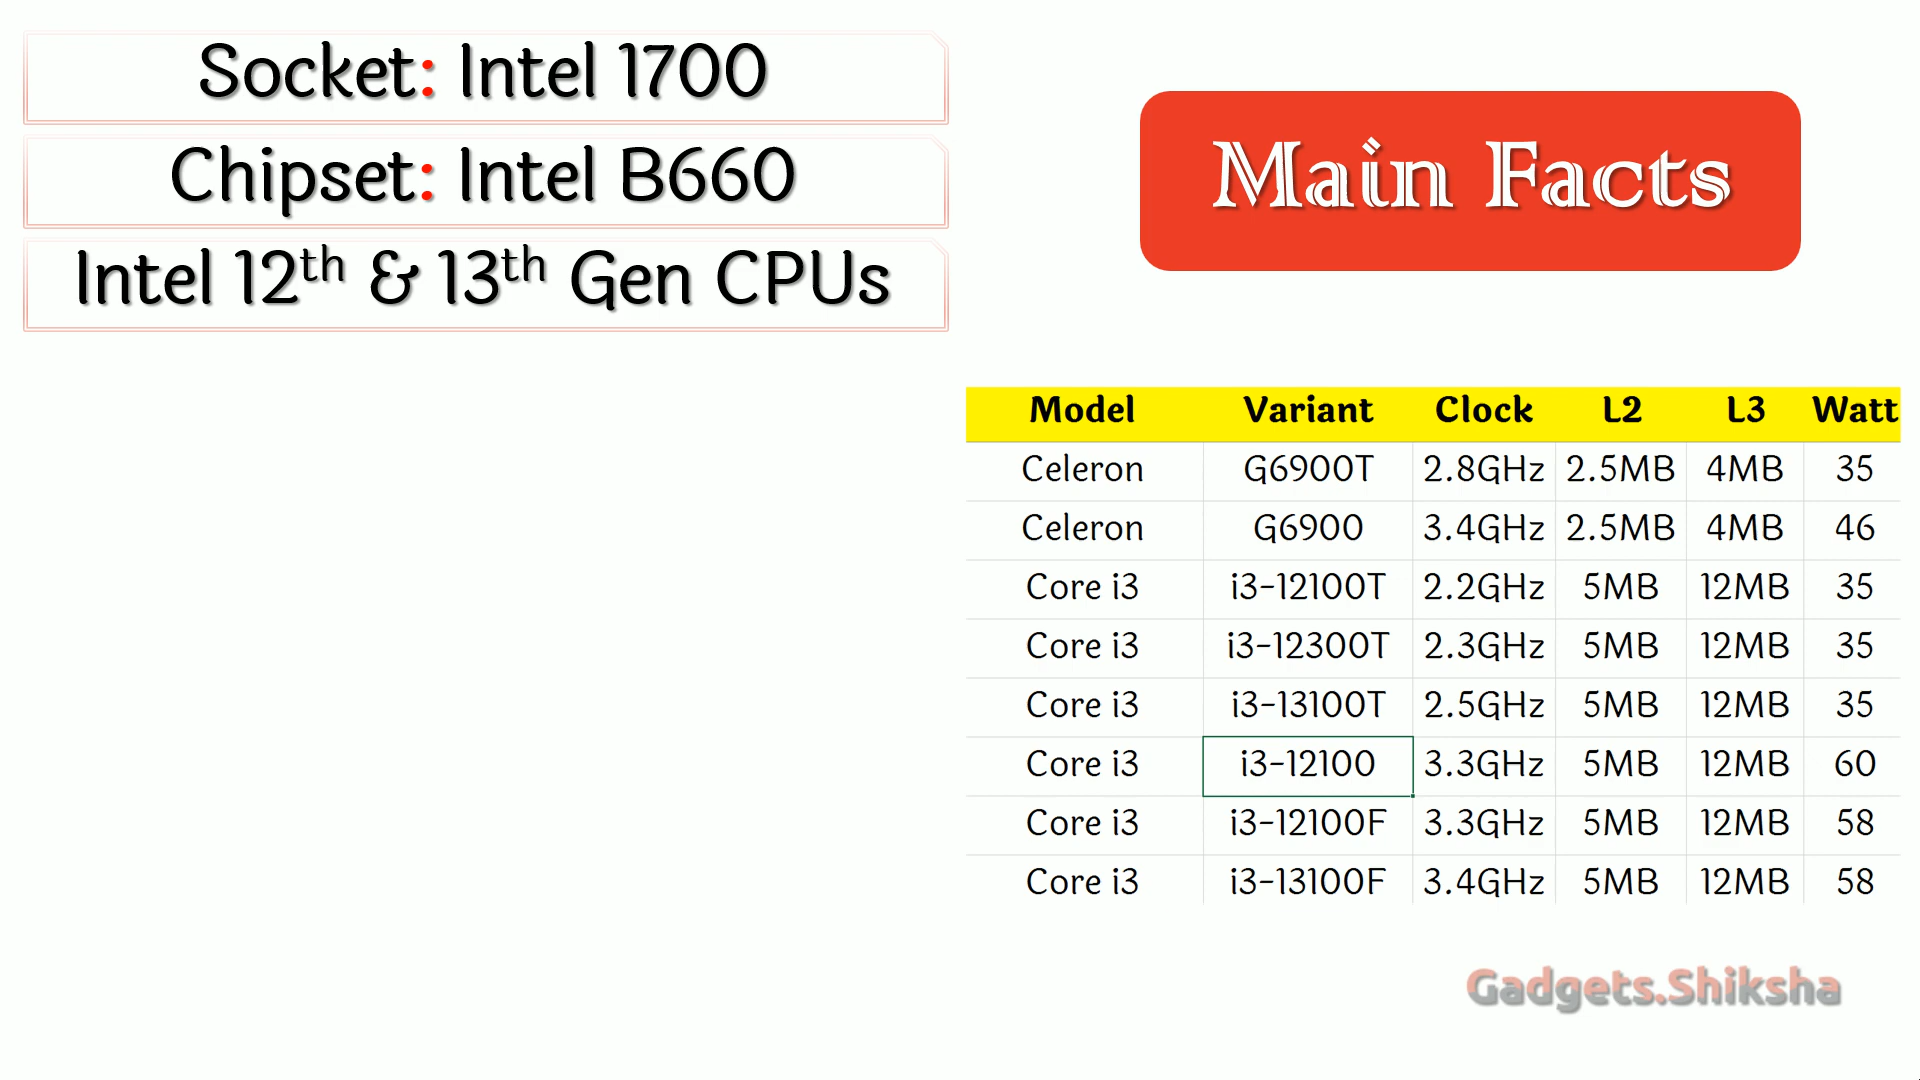 Socket: Intel 1700
Chipset: Intel B660
Intel 12th & 13th Gen CPUs
Main Facts
Model Variant Clock L2 L3 Watt
Celeron G6900T 2.8GHz 2.5MB 4MB 35
Celeron G6900 3.4GHz 2.5MB 4MB 46
Core i3 i3-12100T 2.2GHz 5MB 12MB 35
Core i3 i3-12300T 2.3GHz 5MB 12MB 35
Core i3 i3-13100T 2.5GHz 5MB 12MB 35
Core i3 i3-12100 3.3GHz 5MB 12MB 60
Core i3 i3-12100F 3.3GHz 5MB 12MB 58
Core i3 i3-13100F 3.4GHz 5MB 12MB 58
Gadgets.Shiksha